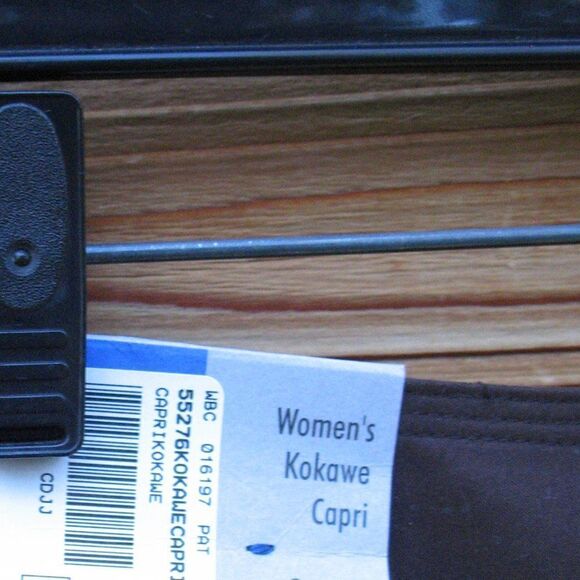 Women's
Kokawe
Capri
WBC 016197 PAT
55276KOKAWECAPRI
CAPRIKOKAWE
CDJJ